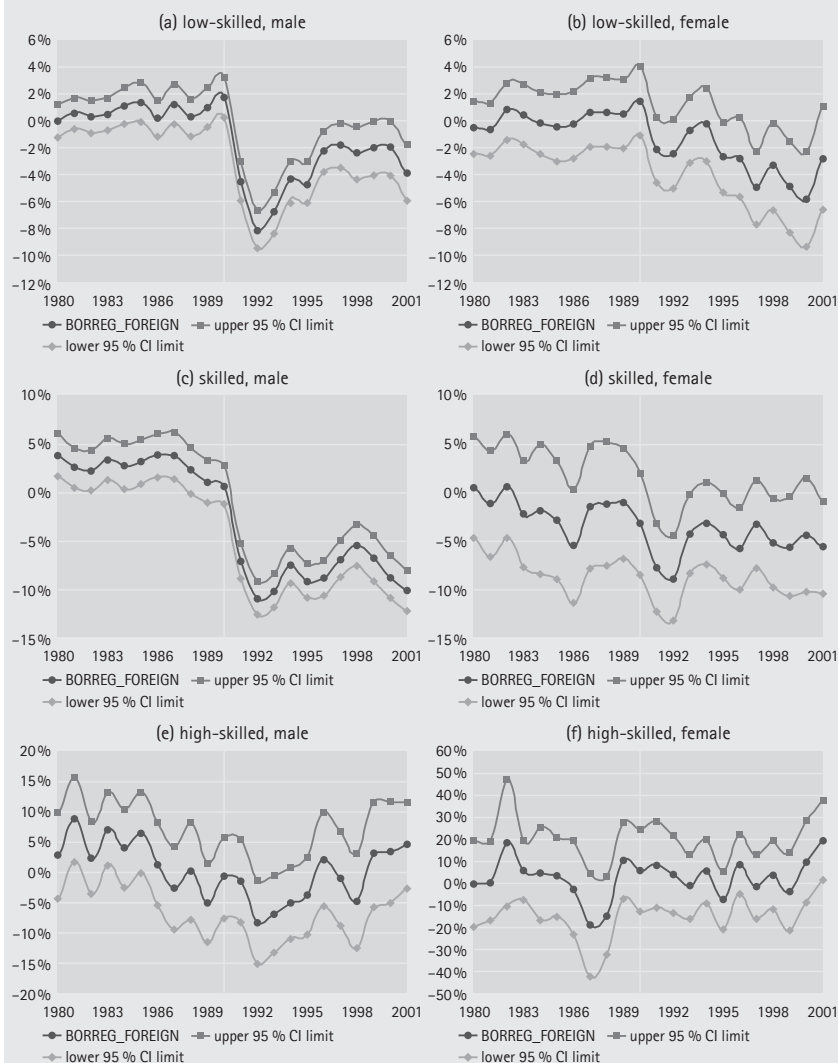 (a) low-skilled, male
6 %
4 %
2 %
0 %
−2 %
−4 %
−6 %
−8 %
−10 %
−12 %
1980 1983 1986 1989 1992 1995 1998 2001
BORREG_FOREIGN upper 95 % CI limit
lower 95 % CI limit
(b) low-skilled, female
6 %
4 %
2 %
0 %
−2 %
−4 %
−6 %
−8 %
−10 %
−12 %
1980 1983 1986 1989 1992 1995 1998 2001
BORREG_FOREIGN upper 95 % CI limit
lower 95 % CI limit
(c) skilled, male
10 %
5 %
0 %
−5 %
−10 %
−15 %
1980 1983 1986 1989 1992 1995 1998 2001
BORREG_FOREIGN upper 95 % CI limit
lower 95 % CI limit
(d) skilled, female
10 %
5 %
0 %
−5 %
−10 %
−15 %
1980 1983 1986 1989 1992 1995 1998 2001
BORREG_FOREIGN upper 95 % CI limit
lower 95 % CI limit
(e) high-skilled, male
20 %
15 %
10 %
5 %
0 %
−5 %
−10 %
−15 %
−20 %
1980 1983 1986 1989 1992 1995 1998 2001
BORREG_FOREIGN upper 95 % CI limit
lower 95 % CI limit
(f) high-skilled, female
60 %
50 %
40 %
30 %
20 %
10 %
0 %
−10 %
−20 %
−30 %
−40 %
−50 %
1980 1983 1986 1989 1992 1995 1998 2001
BORREG_FOREIGN upper 95 % CI limit
lower 95 % CI limit